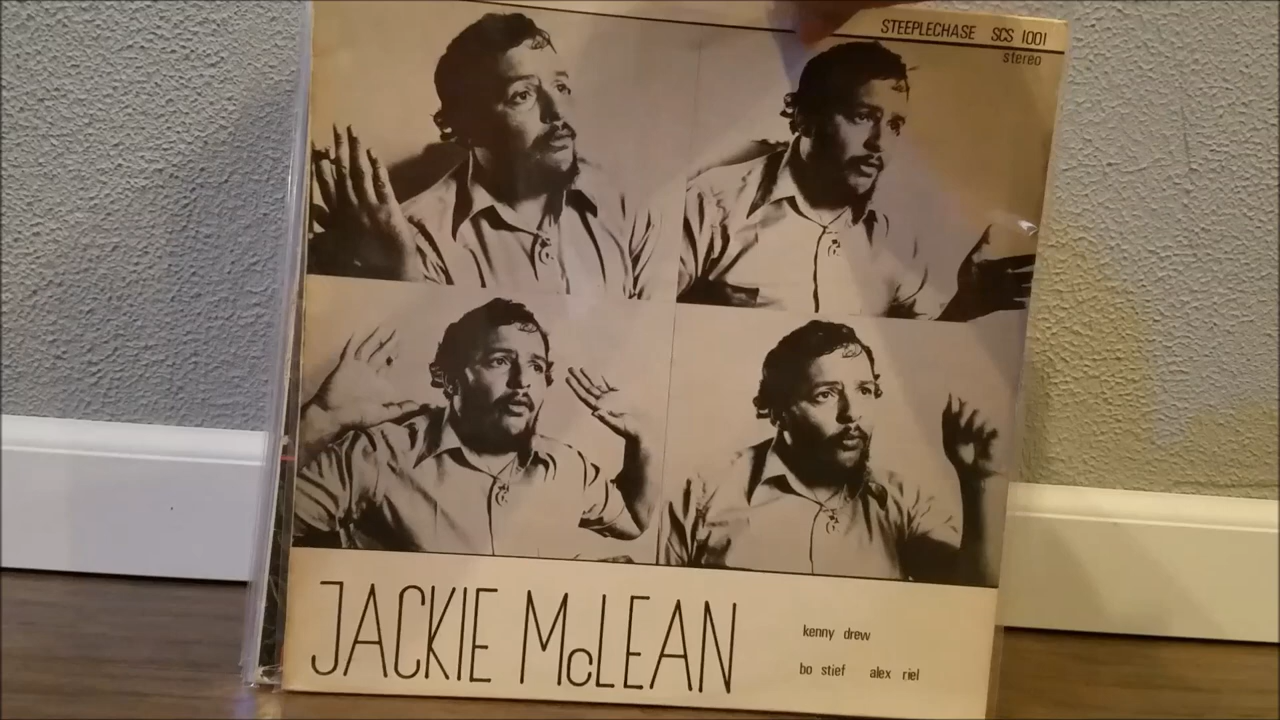 STEEPLECHASE SCS 1001
stereo
JACKIE McLEAN
kenny drew
bo stief alex riel